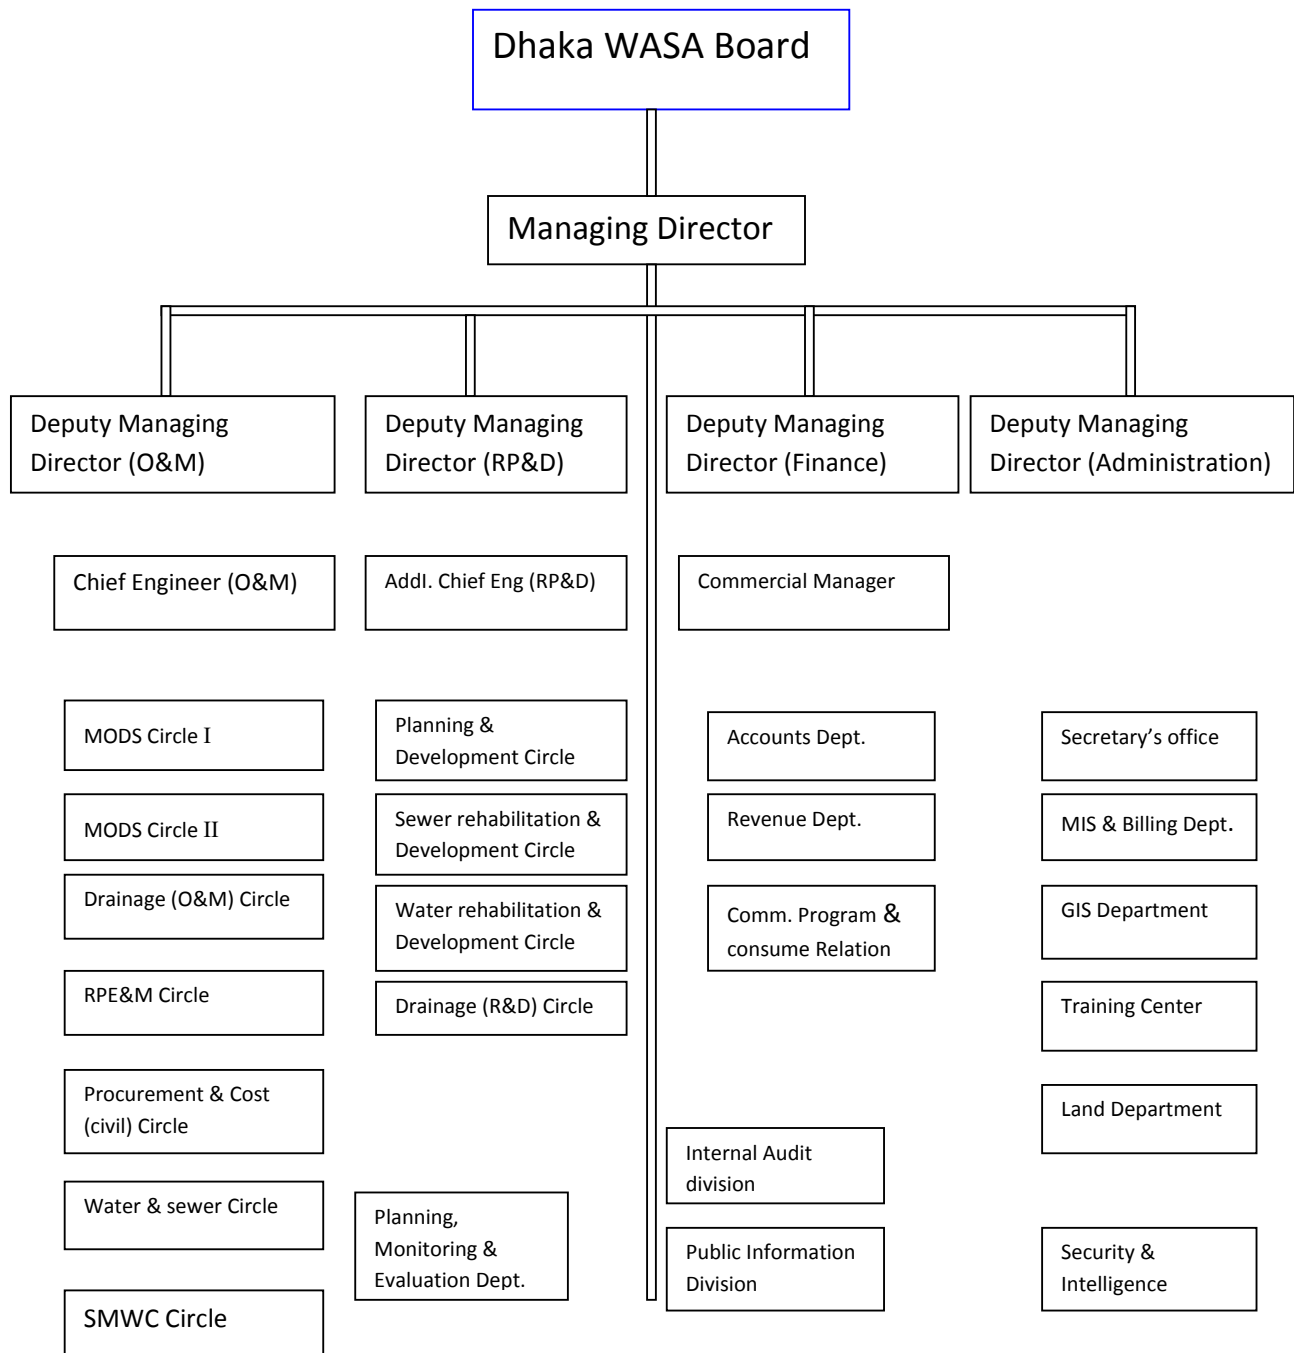 Dhaka WASA Board
Managing Director
Deputy Managing
Director (O&M)
Deputy Managing
Director (RP&D)
Deputy Managing
Director (Finance)
Deputy Managing
Director (Administration)
Chief Engineer (O&M)
AddI. Chief Eng (RP&D)
Commercial Manager
MODS Circle I
MODS Circle II
Drainage (O&M) Circle
RPE&M Circle
Procurement & Cost
(civil) Circle
Water & sewer Circle
SMWC Circle
Planning &
Development Circle
Sewer rehabilitation &
Development Circle
Water rehabilitation &
Development Circle
Drainage (R&D) Circle
Planning,
Monitoring &
Evaluation Dept.
Accounts Dept.
Revenue Dept.
Comm. Program &
consume Relation
Internal Audit
division
Public Information
Division
Secretary’s office
MIS & Billing Dept.
GIS Department
Training Center
Land Department
Security &
Intelligence